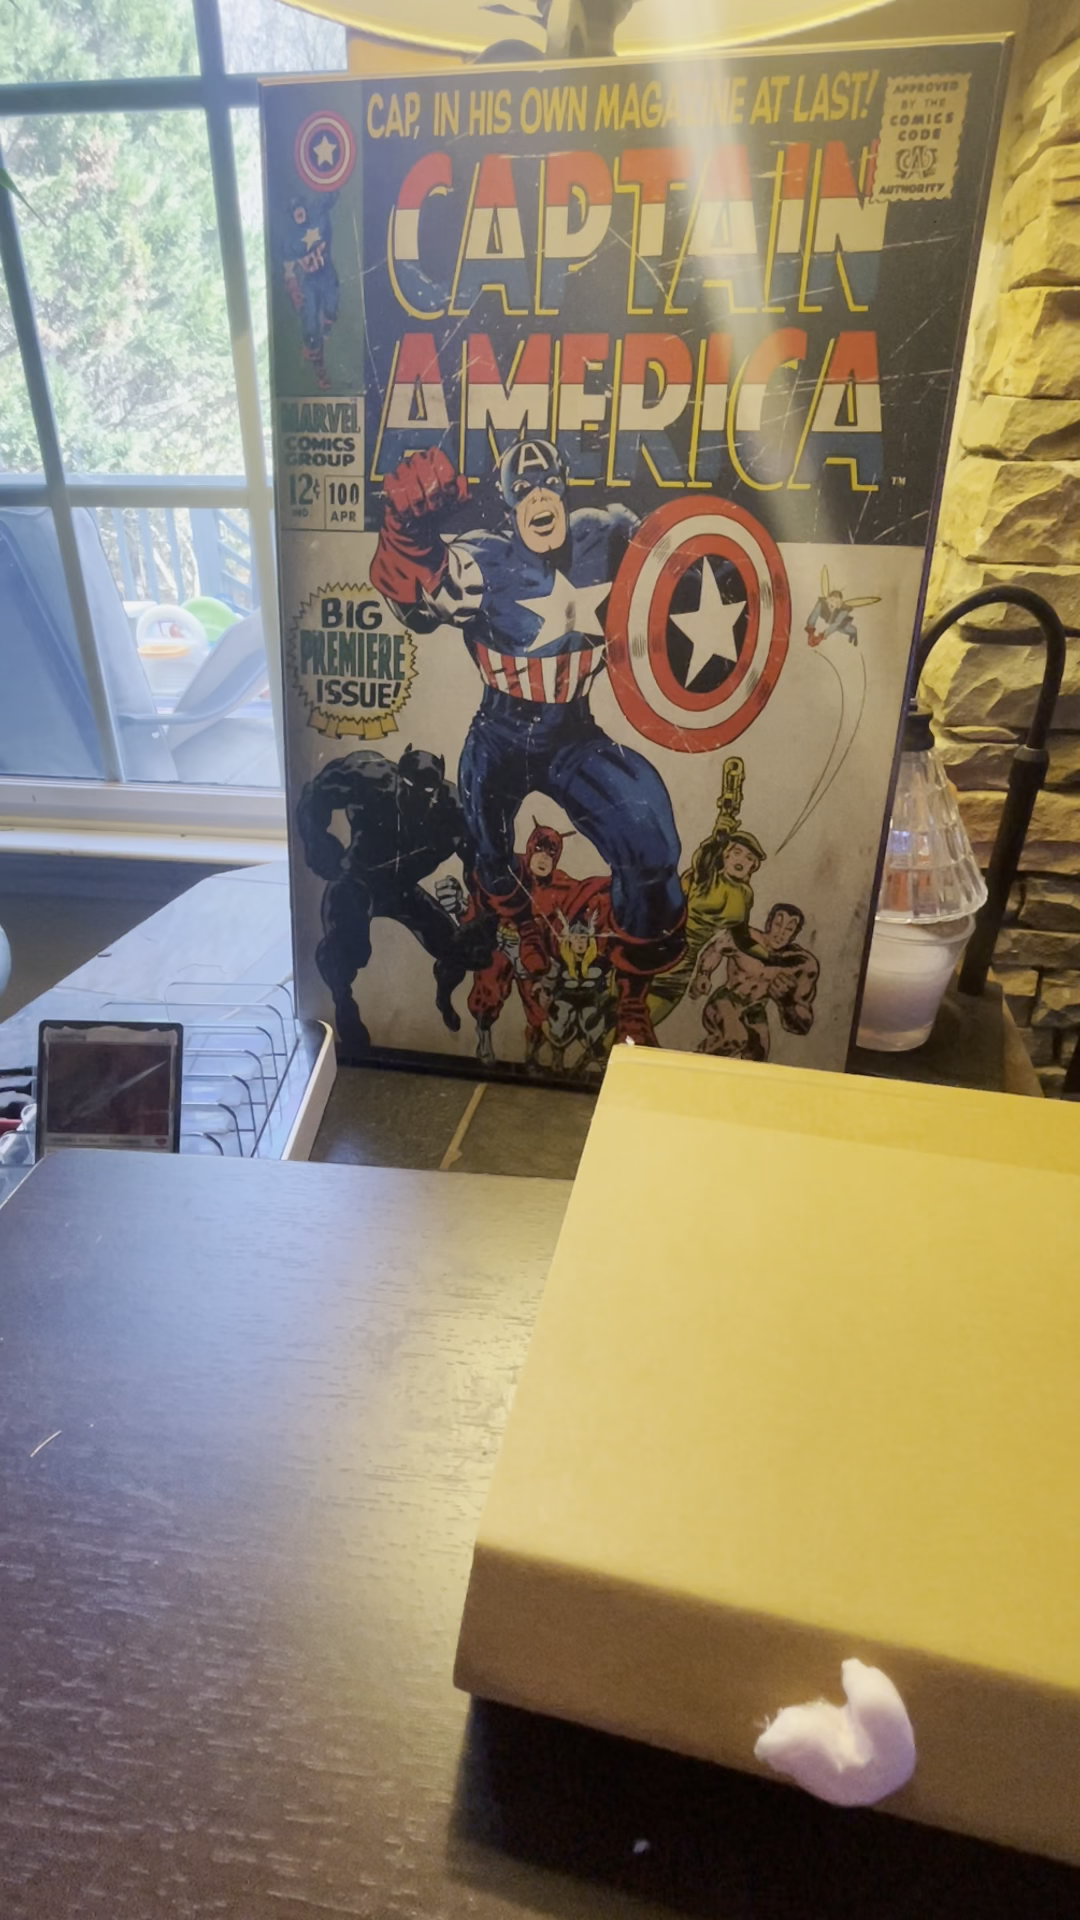 CAP, IN HIS OWN MAGAZINE AT LAST!
APPROVED
BY THE
COMICS
CODE
CA
AUTHORITY
CAPTAIN
AMERICA
TM
MARVEL
COMICS
GROUP
12¢
IND.
100
APR
BIG
PREMIERE
ISSUE!
A